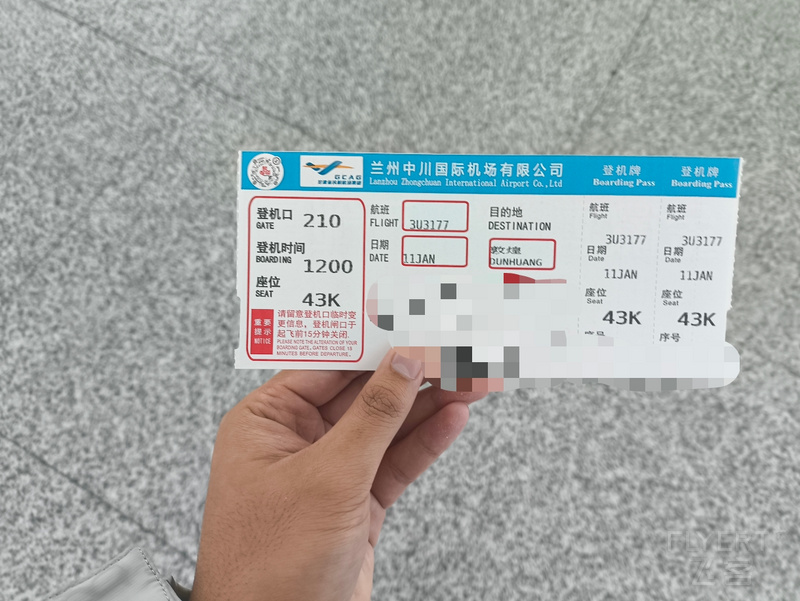 GCAG
兰州中川国际机场有限公司
Lanzhou Zhongchuan International Airport Co.,Ltd
登机牌
Boarding Pass
登机牌
Boarding Pass
登机口
GATE
210
登机时间
BOARDING
1200
座位
SEAT
43K
重要
提示
NOTICE
请留意登机口临时变
更信息，登机闸口于
起飞前15分钟关闭.
PLEASE NOTE THE ALTERATION OF YOUR
BOARDING GATE, GATES CLOSE 15
MINUTES BEFORE DEPARTURE.
航班
FLIGHT
3U3177
日期
DATE
11JAN
目的地
DESTINATION
敦煌
DUNHUANG
航班
Flight
3U3177
日期
Date
11JAN
座位
Seat
43K
序号
航班
Flight
3U3177
日期
Date
11JAN
座位
Seat
43K
序号
FLYERT